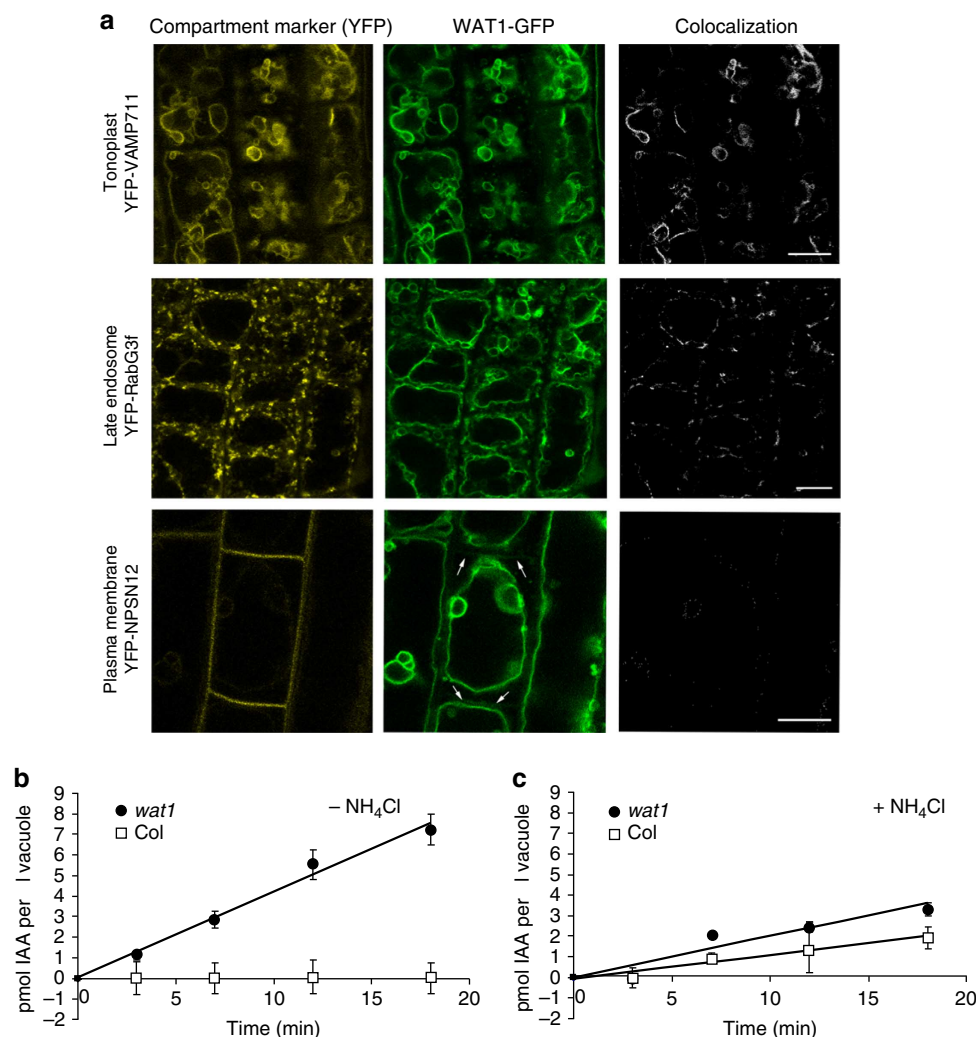 a
Compartment marker (YFP)
WAT1-GFP
Colocalization
Tonoplast
YFP-VAMP711
Late endosome
YFP-RabG3f
Plasma membrane
YFP-NPSN12
b
pmol IAA per l vacuole
9
8
7
6
5
4
3
2
1
0
–1
–2
wat1
Col
– NH₄Cl
0 5 10 15 20
Time (min)
c
pmol IAA per l vacuole
9
8
7
6
5
4
3
2
1
0
–1
–2
wat1
Col
+ NH₄Cl
0 5 10 15 20
Time (min)